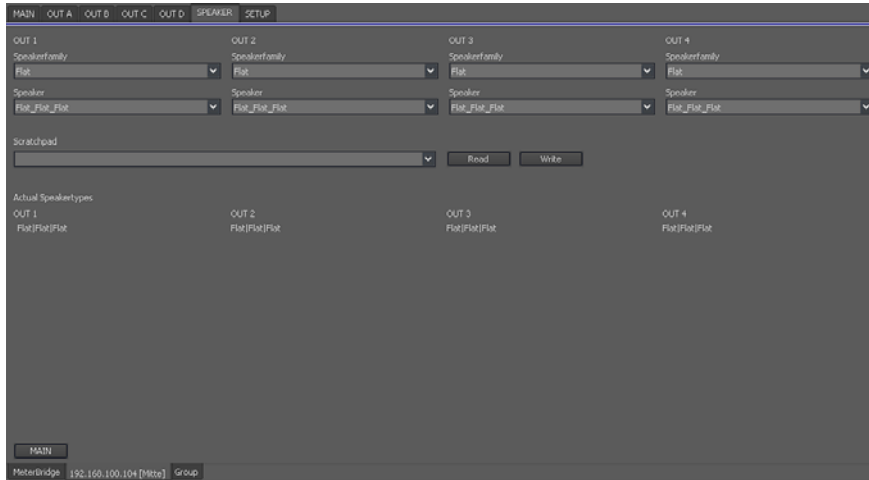 MAIN OUT A OUT B OUT C OUT D SPEAKER SETUP
OUT 1 OUT 2 OUT 3 OUT 4
Speakerfamily Speakerfamily Speakerfamily Speakerfamily
Flat Flat Flat Flat
Speaker Speaker Speaker Speaker
Flat_Flat_Flat Flat_Flat_Flat Flat_Flat_Flat Flat_Flat_Flat
Scratchpad
Read Write
Actual Speakertypes
OUT 1 OUT 2 OUT 3 OUT 4
Flat|Flat|Flat Flat|Flat|Flat Flat|Flat|Flat Flat|Flat|Flat
MAIN
MeterBridge 192.168.100.104 [Mitte] Group